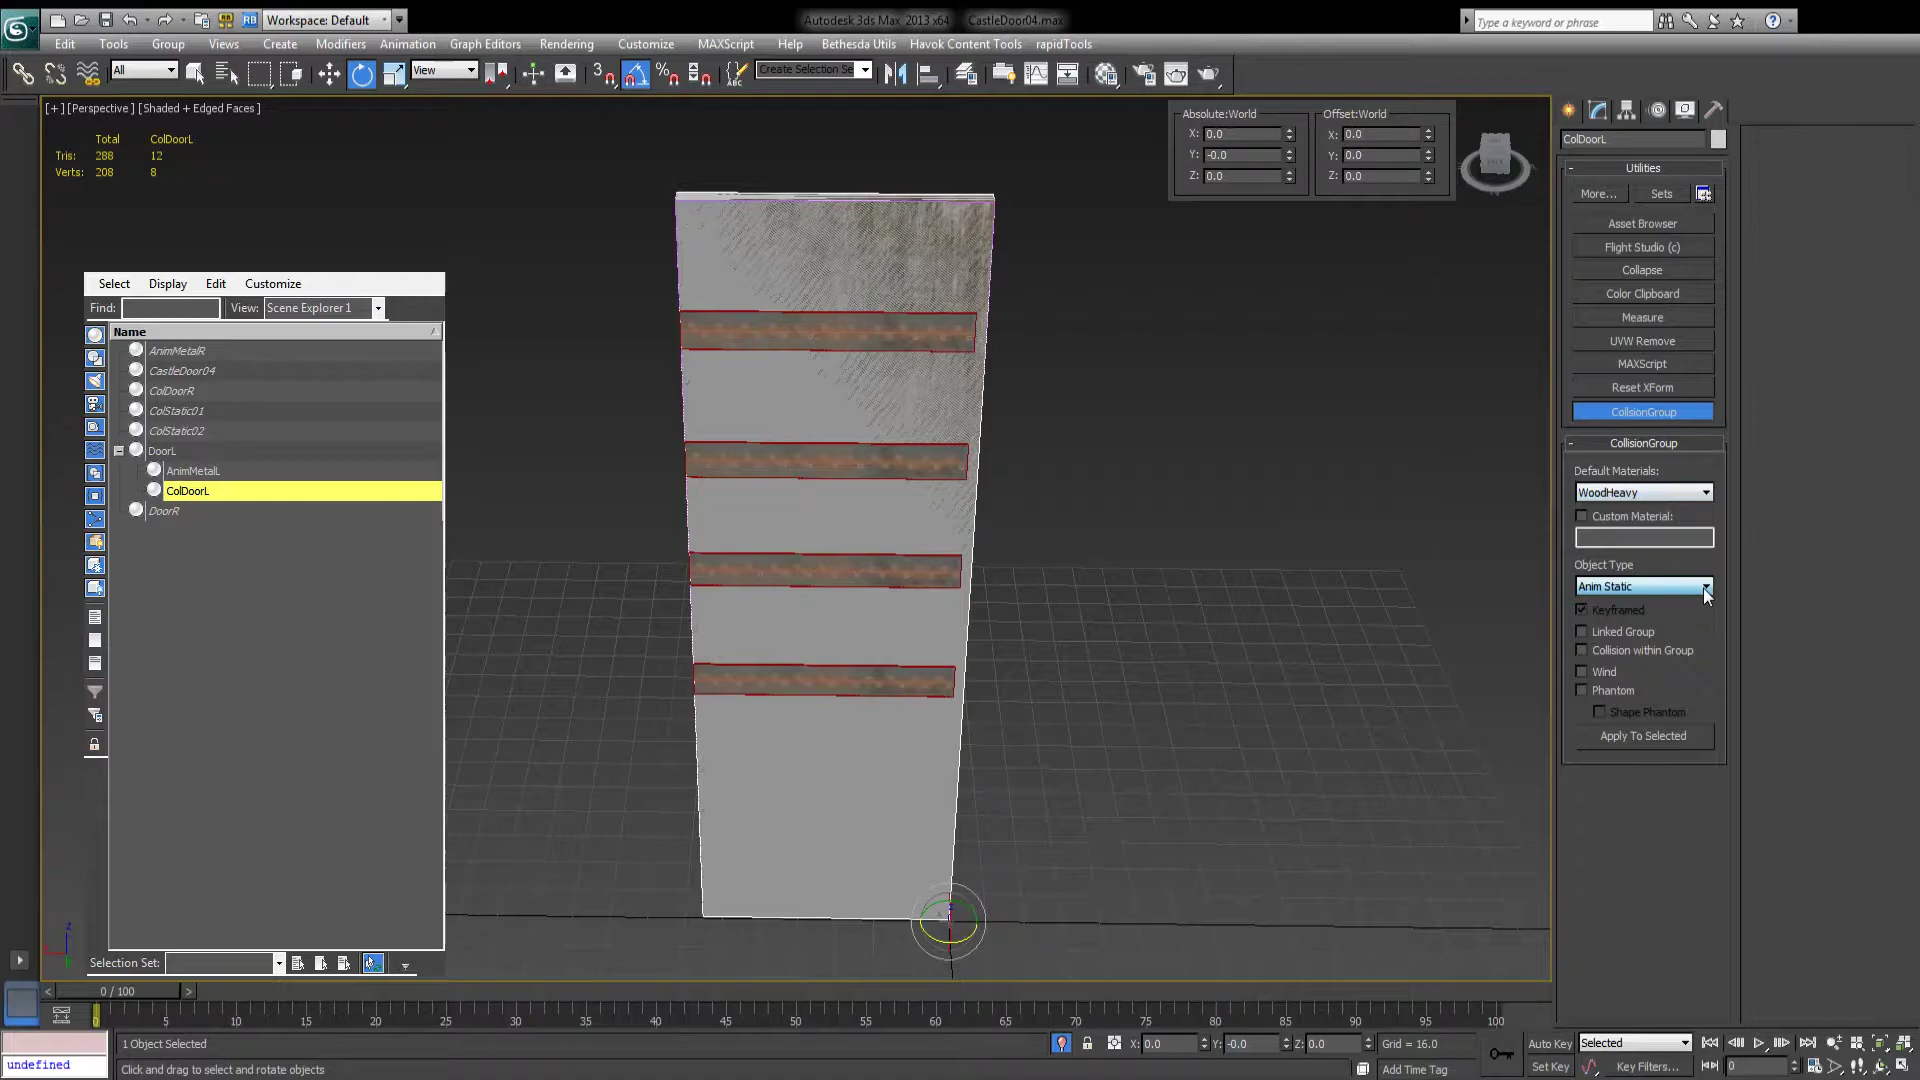 Workspace: Default
Autodesk 3ds Max 2013 x64 CastleDoor04.max
Type a keyword or phrase
Edit Tools Group Views Create Modifiers Animation Graph Editors Rendering Customize MAXScript Help Bethesda Utils Havok Content Tools rapidTools
All View Create Selection Se
[+] [Perspective] [Shaded + Edged Faces]
Total ColDoorL
Tris: 288 12
Verts: 208 8
Absolute:World Offset:World
X: 0.0 X: 0.0
Y: -0.0 Y: 0.0
Z: 0.0 Z: 0.0
Select Display Edit Customize
Find: View: Scene Explorer 1
Name
AnimMetalR
CastleDoor04
ColDoorR
ColStatic01
ColStatic02
DoorL
AnimMetalL
ColDoorL
DoorR
Selection Set:
ColDoorL
Utilities
More... Sets
Asset Browser
Flight Studio (c)
Collapse
Color Clipboard
Measure
UVW Remove
MAXScript
Reset XForm
CollsionGroup
CollisionGroup
Default Materials:
WoodHeavy
Custom Material:
Object Type
Anim Static
Keyframed
Linked Group
Collision within Group
Wind
Phantom
Shape Phantom
Apply To Selected
< 0 / 100 >
0 5 10 15 20 25 30 35 40 45 50 55 60 65 70 75 80 85 90 95 100
1 Object Selected X: 0.0 Y: -0.0 Z: 0.0 Grid = 16.0 Auto Key Selected
undefined Click and drag to select and rotate objects Add Time Tag Set Key Key Filters... 0